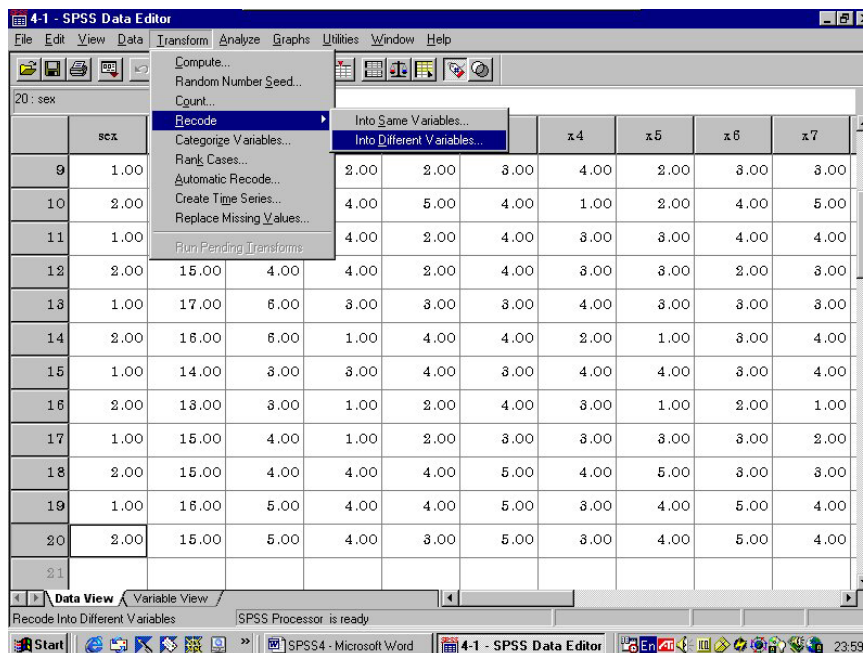 4-1 - SPSS Data Editor
File Edit View Data Transform Analyze Graphs Utilities Window Help
Compute...
Random Number Seed...
Count...
Recode
Categorize Variables...
Rank Cases...
Automatic Recode...
Create Time Series...
Replace Missing Values...
Run Pending Transforms
Into Same Variables...
Into Different Variables...
20 : sex
sex x4 x5 x6 x7
9 1.00 2.00 2.00 3.00 4.00 2.00 3.00 3.00
10 2.00 4.00 5.00 4.00 1.00 2.00 4.00 5.00
11 1.00 4.00 2.00 4.00 3.00 3.00 4.00 4.00
12 2.00 15.00 4.00 4.00 2.00 4.00 3.00 3.00 2.00 3.00
13 1.00 17.00 6.00 3.00 3.00 3.00 4.00 3.00 3.00 3.00
14 2.00 16.00 6.00 1.00 4.00 4.00 2.00 1.00 3.00 4.00
15 1.00 14.00 3.00 3.00 4.00 3.00 4.00 4.00 3.00 4.00
16 2.00 13.00 3.00 1.00 2.00 4.00 3.00 1.00 2.00 1.00
17 1.00 15.00 4.00 1.00 2.00 3.00 3.00 3.00 3.00 2.00
18 2.00 15.00 4.00 4.00 4.00 5.00 4.00 5.00 3.00 3.00
19 1.00 16.00 5.00 4.00 4.00 5.00 3.00 4.00 5.00 4.00
20 2.00 15.00 5.00 4.00 3.00 5.00 3.00 4.00 5.00 4.00
21
Data View Variable View
Recode Into Different Variables SPSS Processor is ready
Start » SPSS4 - Microsoft Word 4-1 - SPSS Data Editor En 23:59